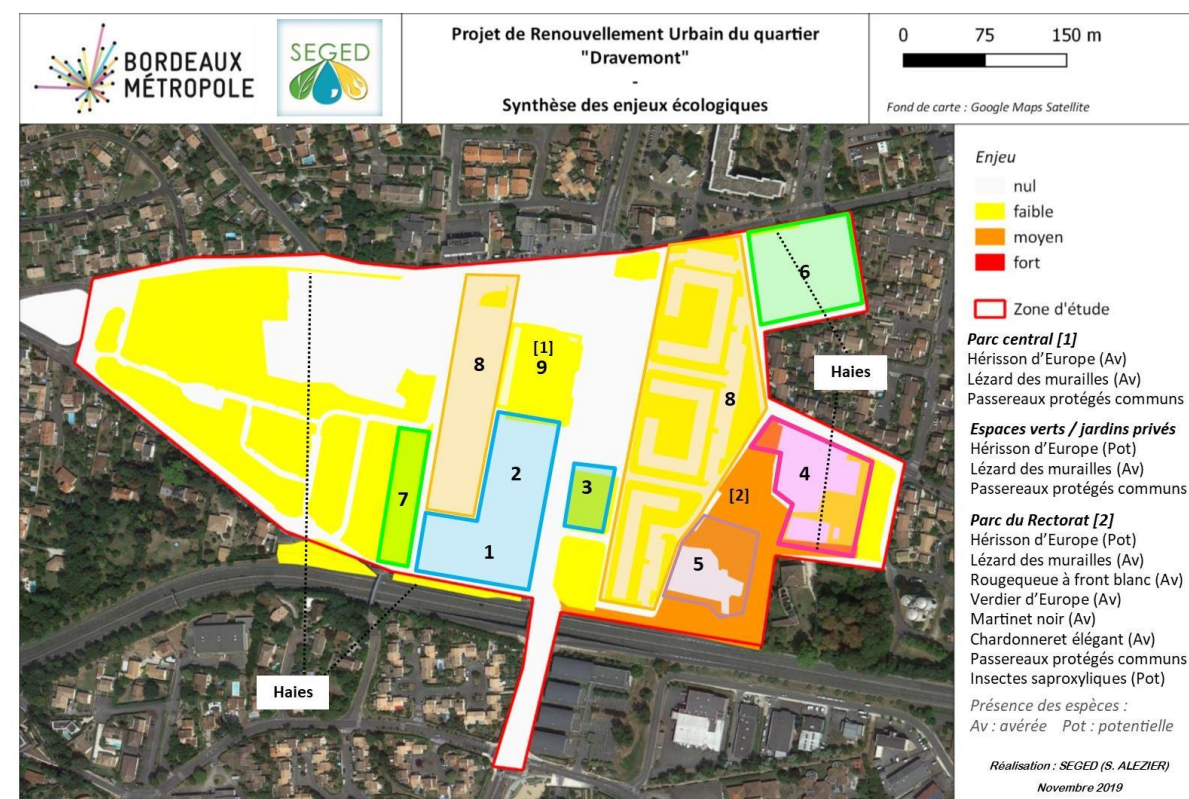 BORDEAUX
MÉTROPOLE
SEGED
Projet de Renouvellement Urbain du quartier
"Dravemont"
-
Synthèse des enjeux écologiques
0 75 150 m
Fond de carte : Google Maps Satellite
Enjeu
nul
faible
moyen
fort
Zone d'étude
Parc central [1]
Hérisson d'Europe (Av)
Lézard des murailles (Av)
Passereaux protégés communs
Espaces verts / jardins privés
Hérisson d'Europe (Pot)
Lézard des murailles (Av)
Passereaux protégés communs
Parc du Rectorat [2]
Hérisson d'Europe (Pot)
Lézard des murailles (Av)
Rougequeue à front blanc (Av)
Verdier d'Europe (Av)
Martinet noir (Av)
Chardonneret élégant (Av)
Passereaux protégés communs
Insectes saproxyliques (Pot)
Présence des espèces :
Av : avérée Pot : potentielle
Réalisation : SEGED (S. ALEZIER)
Novembre 2019
6
[1]
8
9
Haies
8
2
3
4
7
[2]
1
5
Haies